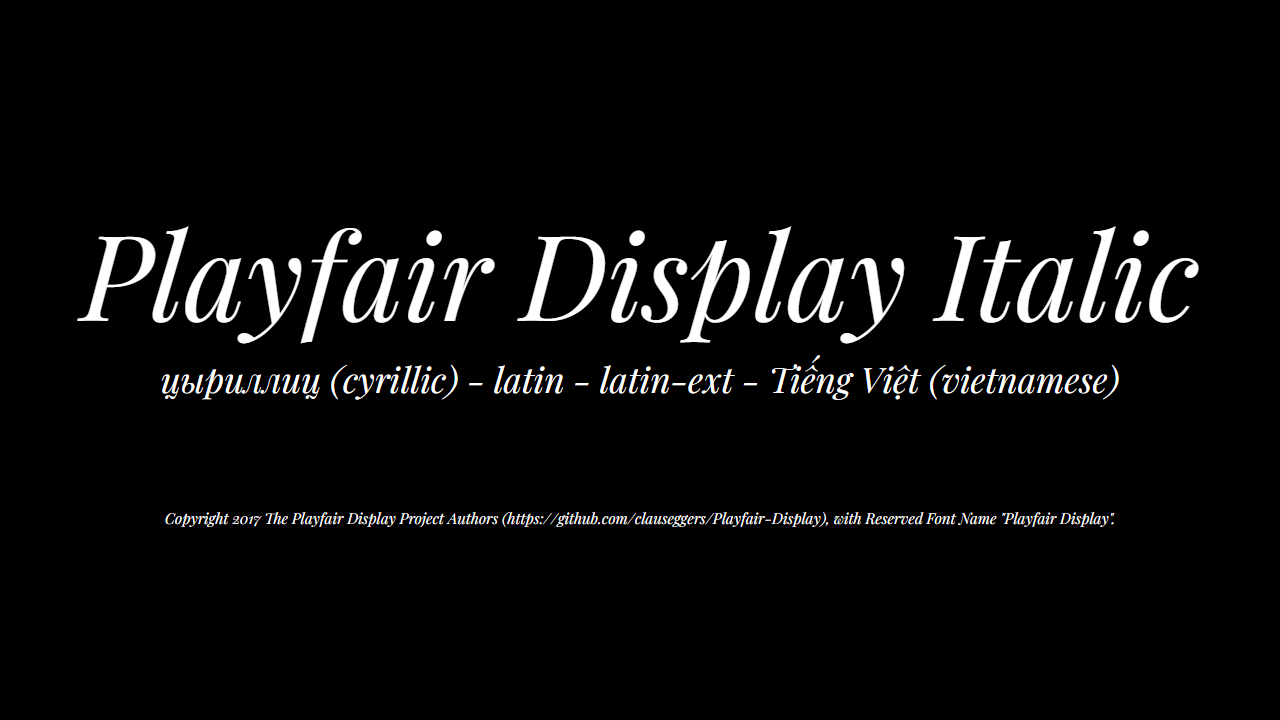 Playfair Display Italic
цыриллиц (cyrillic) - latin - latin-ext - Tiếng Việt (vietnamese)
Copyright 2017 The Playfair Display Project Authors (https://github.com/clauseggers/Playfair-Display), with Reserved Font Name "Playfair Display".